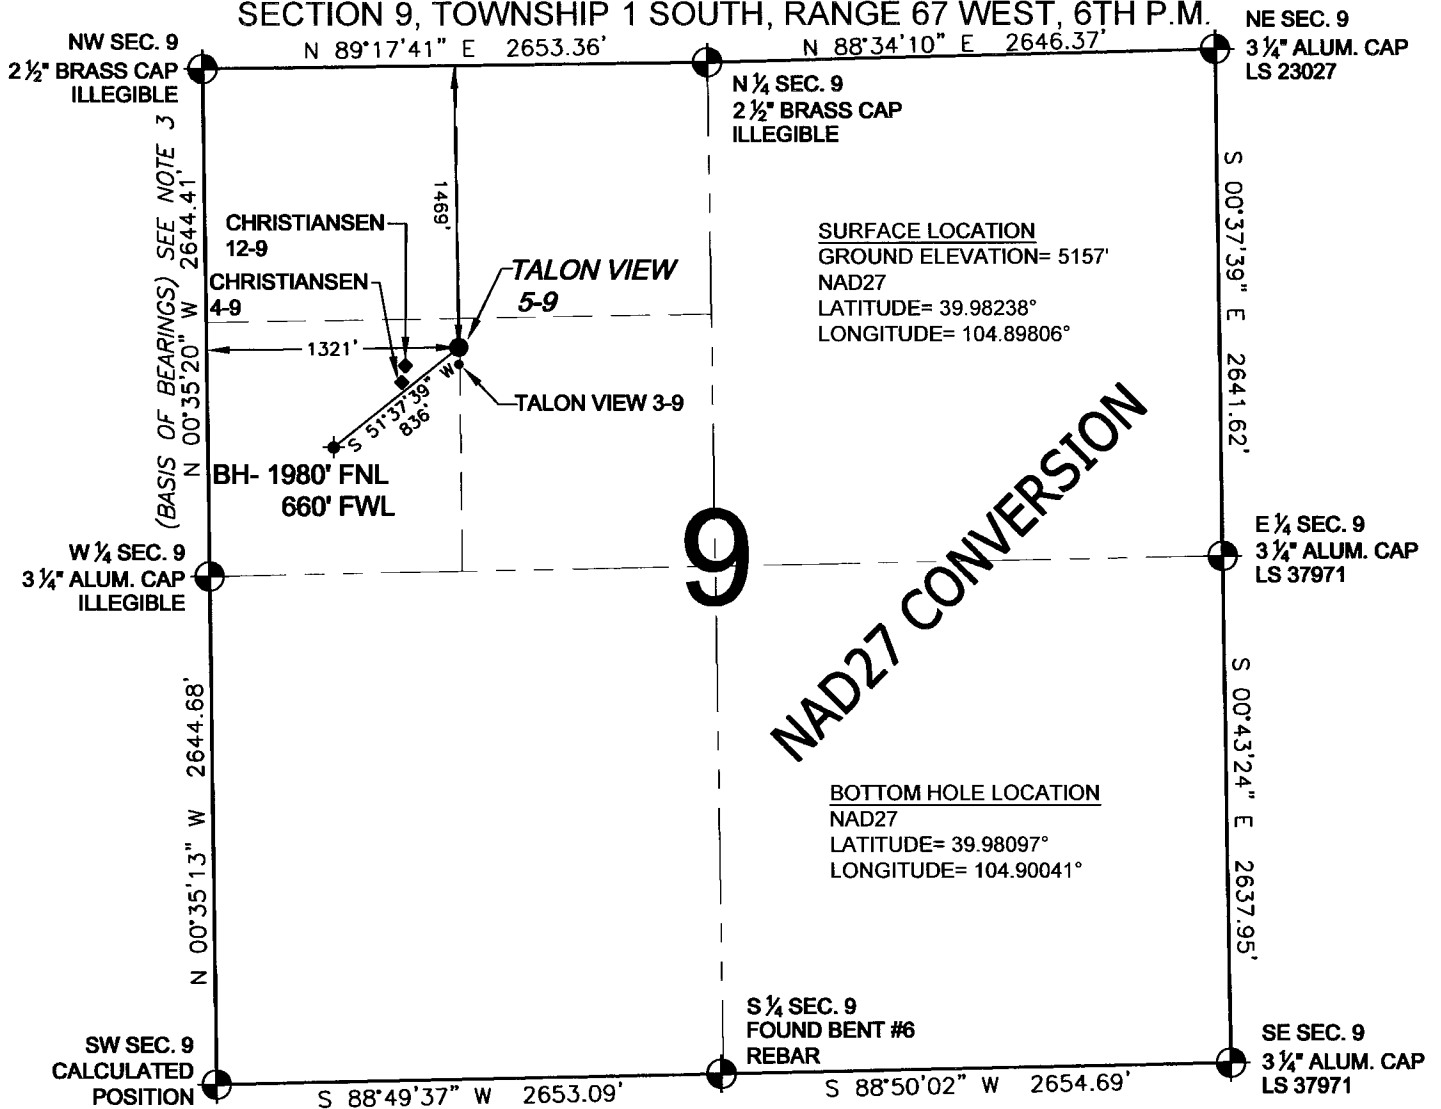 SECTION 9, TOWNSHIP 1 SOUTH, RANGE 67 WEST, 6TH P.M.
NW SEC. 9
2 ½" BRASS CAP
ILLEGIBLE
N 89°17'41" E 2653.36'
N 88°34'10" E 2646.37'
NE SEC. 9
3 ¼" ALUM. CAP
LS 23027
N ¼ SEC. 9
2 ½" BRASS CAP
ILLEGIBLE
(BASIS OF BEARINGS) SEE NOTE 3
N 00°35'20" W 2644.41'
1469'
CHRISTIANSEN
12-9
CHRISTIANSEN
4-9
TALON VIEW
5-9
1321'
S 51°37'39" W
836'
TALON VIEW 3-9
BH- 1980' FNL
660' FWL
SURFACE LOCATION
GROUND ELEVATION= 5157'
NAD27
LATITUDE= 39.98238°
LONGITUDE= 104.89806°
S 00°37'39" E 2641.62'
NAD27 CONVERSION
9
W ¼ SEC. 9
3 ¼" ALUM. CAP
ILLEGIBLE
E ¼ SEC. 9
3 ¼" ALUM. CAP
LS 37971
N 00°35'13" W 2644.68'
S 00°43'24" E 2637.95'
BOTTOM HOLE LOCATION
NAD27
LATITUDE= 39.98097°
LONGITUDE= 104.90041°
SW SEC. 9
CALCULATED
POSITION
S ¼ SEC. 9
FOUND BENT #6
REBAR
SE SEC. 9
3 ¼" ALUM. CAP
LS 37971
S 88°49'37" W 2653.09'
S 88°50'02" W 2654.69'